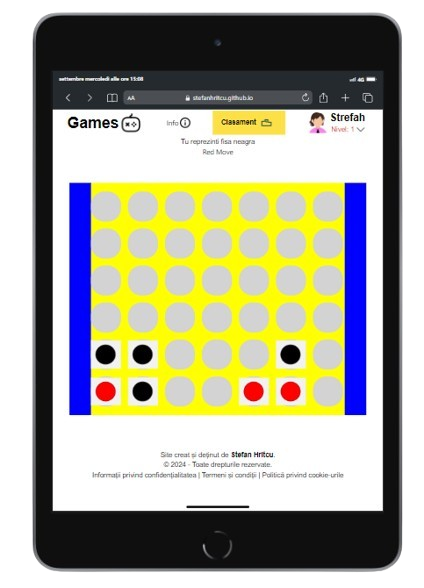 settembre mercoledì alle ore 15:08
4G
AA
stefanhritcu.github.io
Games
Info
Clasament
Strefah
Nivel: 1
Tu reprezinti fisa neagra
Red Move
Site creat și deținut de Stefan Hritcu.
© 2024 - Toate drepturile rezervate.
Informații privind confidențialitatea | Termeni și condiții | Politică privind cookie-urile